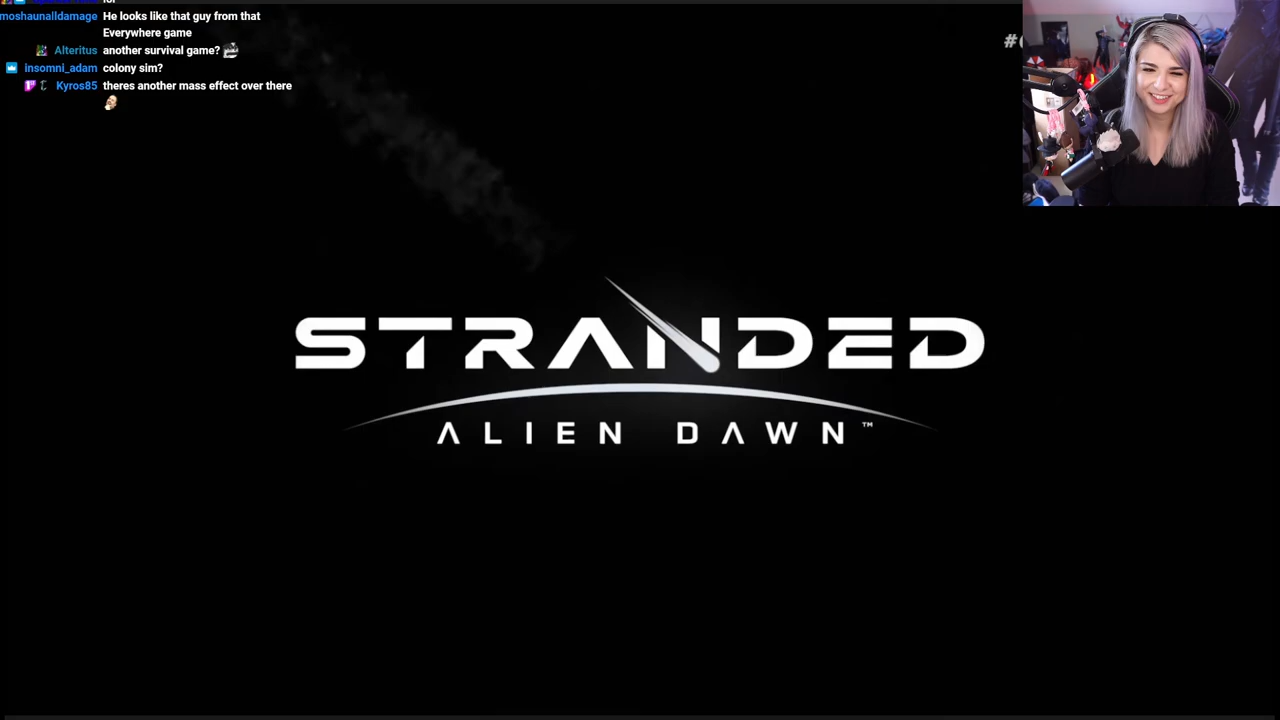 moshaunalldamage He looks like that guy from that
Everywhere game
Alteritus another survival game?
insomni_adam colony sim?
Kyros85 theres another mass effect over there
STRANDED
ALIEN DAWN™